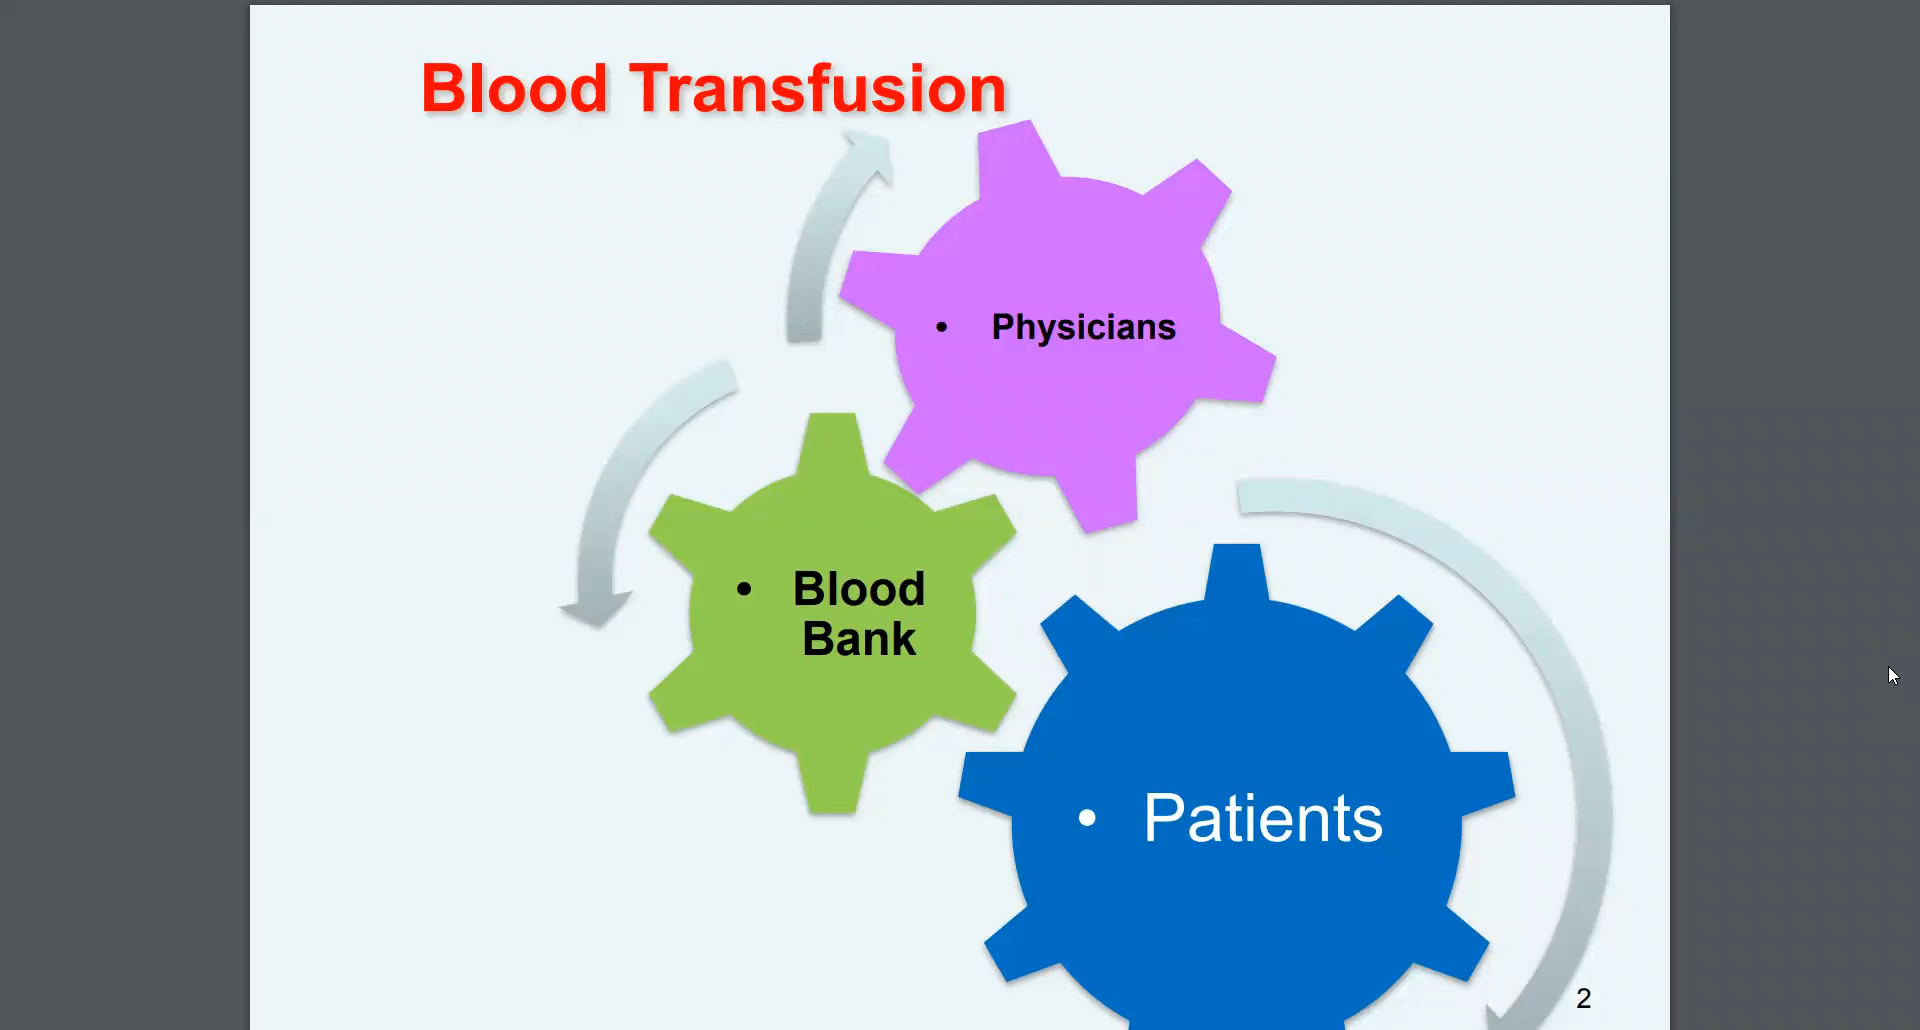 Blood Transfusion
• Physicians
• Blood
Bank
• Patients
2